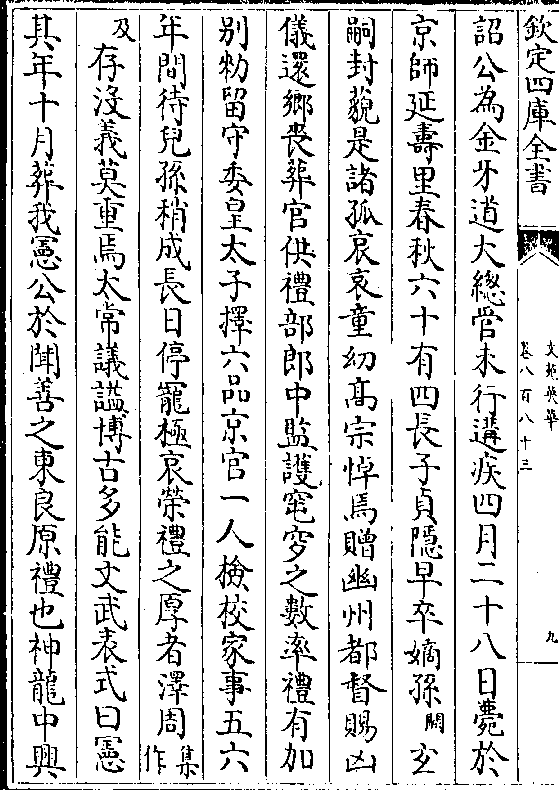 欽定四庫全書
文苑英華
卷八百八十三
九
詔公為金牙道大總管未行遘疾四月二十八日薨於
京師延壽里春秋六十有四長子貞隱早卒嫡孫闕玄
嗣封藐是諸孤哀哀童幼髙宗悼焉贈幽州都督賜凶
儀還鄉喪葬官供禮部郎中監護窀穸之數率禮有加
别勑留守委皇太子擇六品京官一人檢校家事五六
年間待兒孫稍成長日停寵極哀榮禮之厚者澤周集作
及存沒義莫重焉太常議諡博古多能文武表式曰憲
其年十月葬我憲公於聞善之東良原禮也神龍中興